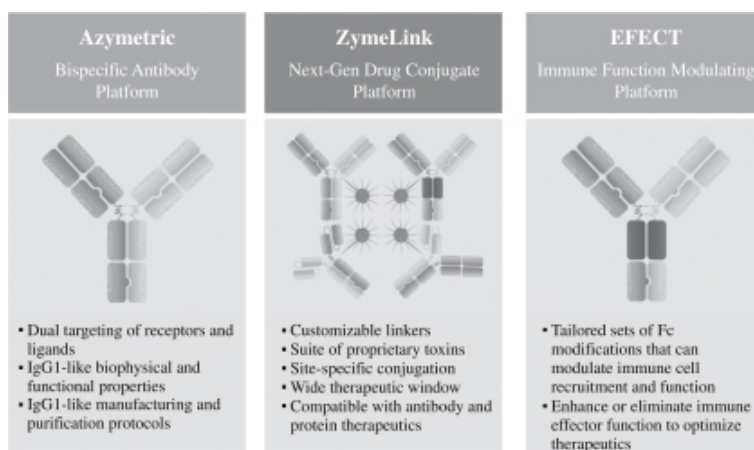 Azymetric
Bispecific Antibody
Platform
▪ Dual targeting of receptors and
ligands
▪ IgG1-like biophysical and
functional properties
▪ IgG1-like manufacturing and
purification protocols
ZymeLink
Next-Gen Drug Conjugate
Platform
▪ Customizable linkers
▪ Suite of proprietary toxins
▪ Site-specific conjugation
▪ Wide therapeutic window
▪ Compatible with antibody and
protein therapeutics
EFECT
Immune Function Modulating
Platform
▪ Tailored sets of Fc
modifications that can
modulate immune cell
recruitment and function
▪ Enhance or eliminate immune
effector function to optimize
therapeutics